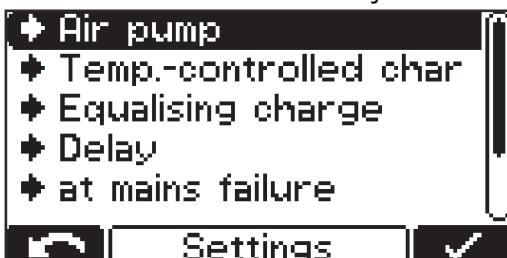 Air pump
Temp.-controlled char
Equalising charge
Delay
at mains failure
Settings